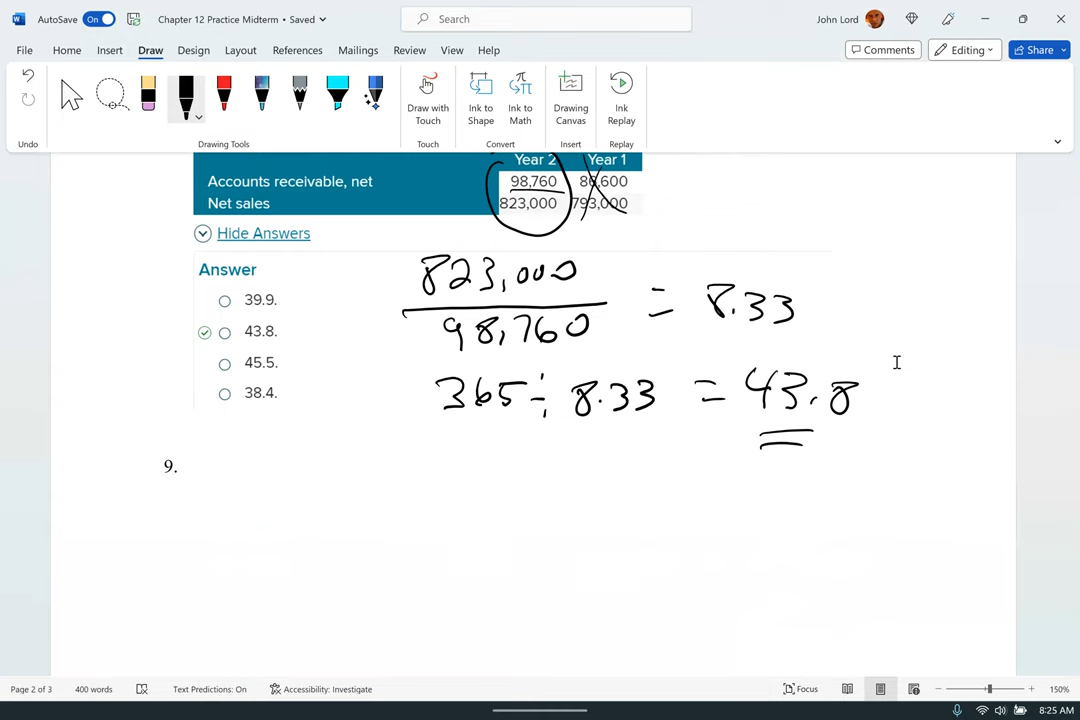 AutoSave On Chapter 12 Practice Midterm • Saved Search John Lord
File Home Insert Draw Design Layout References Mailings Review View Help Comments Editing Share
Draw with Touch Ink to Shape Ink to Math Drawing Canvas Ink Replay
Undo Drawing Tools Touch Convert Insert Replay
Year 2 Year 1
Accounts receivable, net 98,760 86,600
Net sales 823,000 793,000
Hide Answers
Answer
39.9.
43.8.
45.5.
38.4.
823,000
98,760
= 8.33
365 ÷ 8.33 = 43.8
9.
Page 2 of 3 400 words Text Predictions: On Accessibility: Investigate Focus 150%
8:25 AM